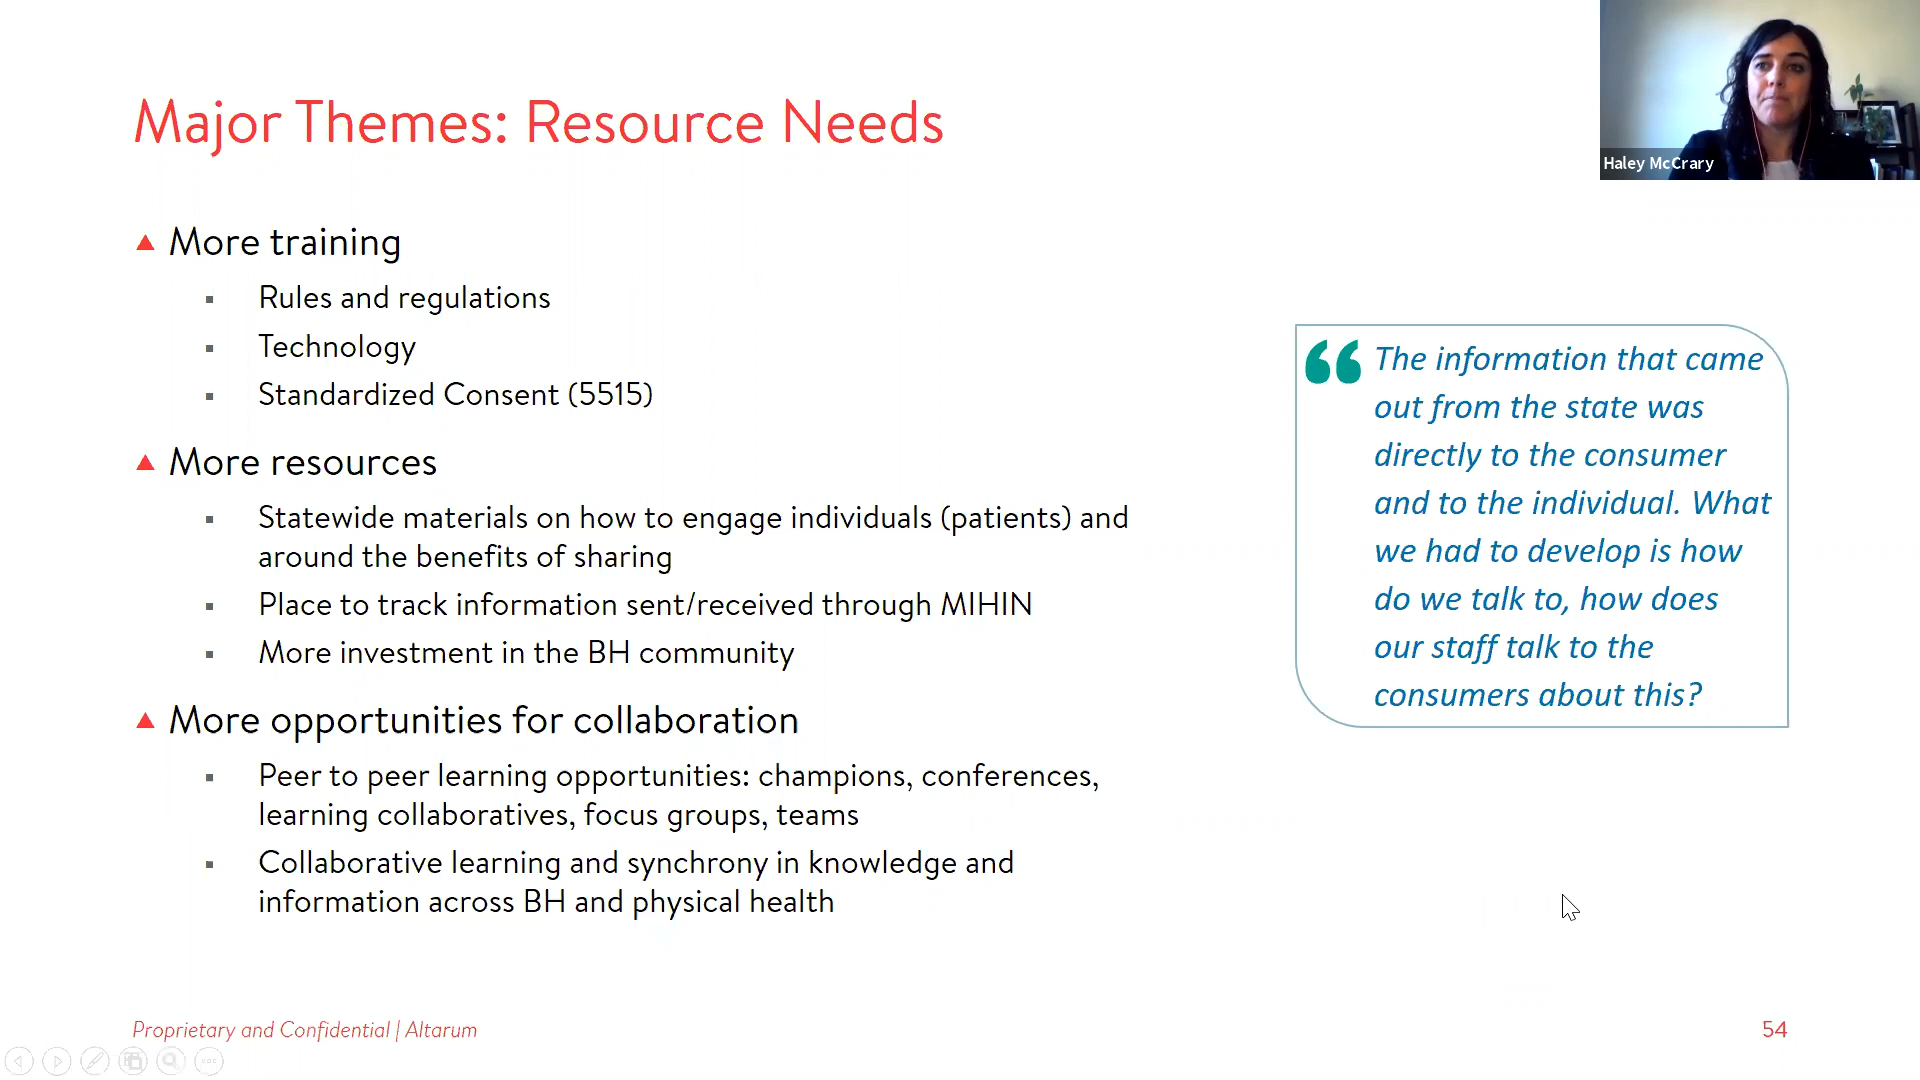 Major Themes: Resource Needs
Haley McCrary
More training
Rules and regulations
Technology
Standardized Consent (5515)
More resources
Statewide materials on how to engage individuals (patients) and
around the benefits of sharing
Place to track information sent/received through MIHIN
More investment in the BH community
More opportunities for collaboration
Peer to peer learning opportunities: champions, conferences,
learning collaboratives, focus groups, teams
Collaborative learning and synchrony in knowledge and
information across BH and physical health
“
The information that came
out from the state was
directly to the consumer
and to the individual. What
we had to develop is how
do we talk to, how does
our staff talk to the
consumers about this?
Proprietary and Confidential | Altarum
54